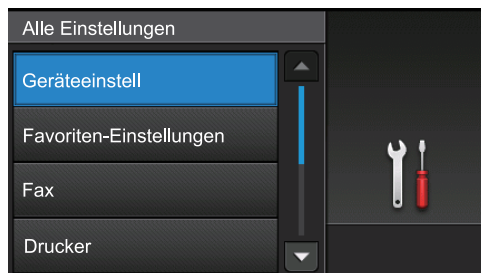 Alle Einstellungen
Geräteeinstell
Favoriten-Einstellungen
Fax
Drucker